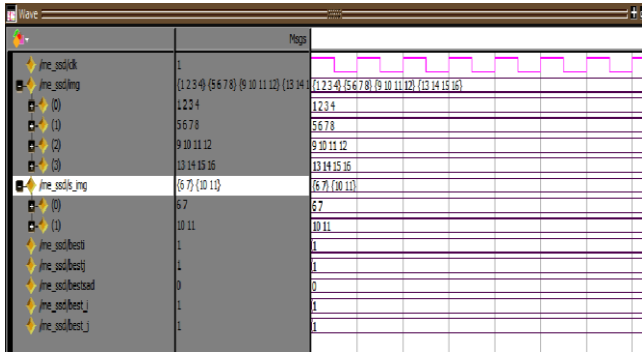 Wave
Msgs
/me_ssd/clk 1
/me_ssd/img {1 2 3 4} {5 6 7 8} {9 10 11 12} {13 14 1 {1 2 3 4} {5 6 7 8} {9 10 11 12} {13 14 15 16}
(0) 1 2 3 4 1 2 3 4
(1) 5 6 7 8 5 6 7 8
(2) 9 10 11 12 9 10 11 12
(3) 13 14 15 16 13 14 15 16
/me_ssd/s_img {6 7} {10 11} {6 7} {10 11}
(0) 6 7 6 7
(1) 10 11 10 11
/me_ssd/besti 1 1
/me_ssd/bestj 1 1
/me_ssd/bestsad 0 0
/me_ssd/best_i 1 1
/me_ssd/best_j 1 1